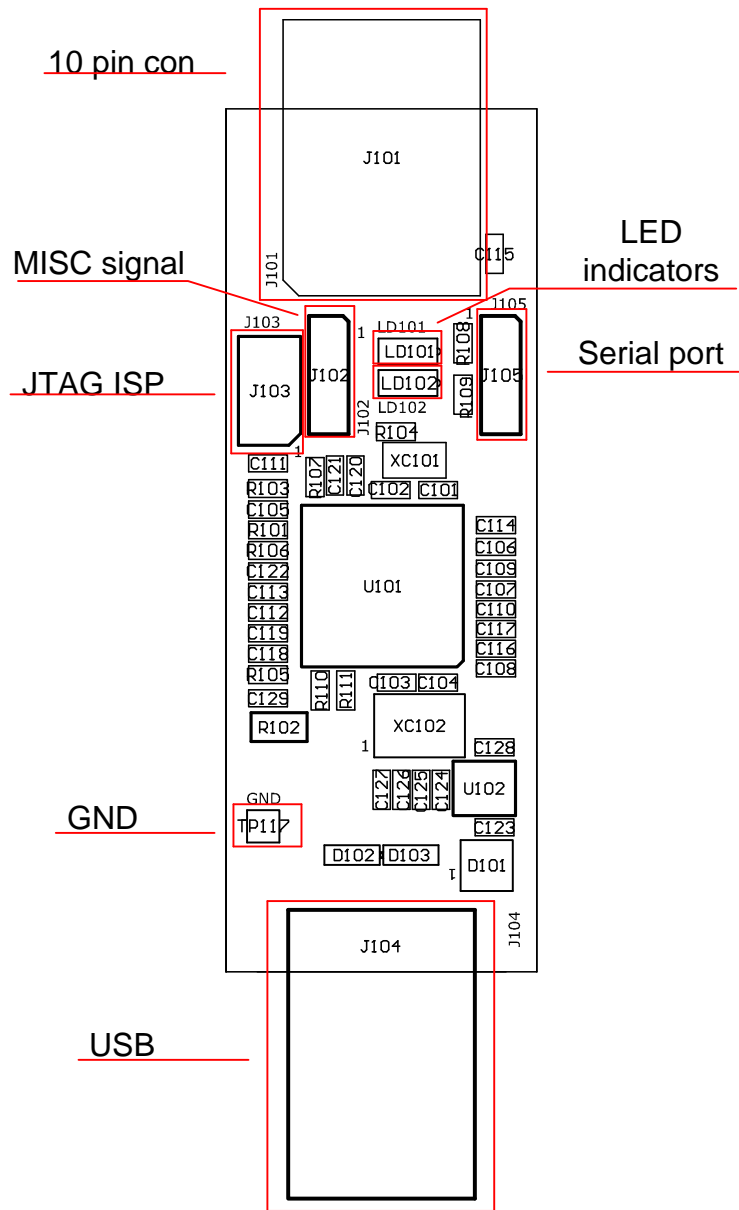 10 pin con
J101
J101
C115
LED
indicators
MISC signal
J103
1
LD101
1
J105
LD101
R108
J102
J105
Serial port
JTAG ISP
J103
LD102
R109
J102
LD102
R104
1
XC101
C111
R107
C121
C120
R103
C102
C101
C105
R101
C114
R106
C106
C122
C109
U101
C113
C107
C112
C110
C119
C117
C118
C116
R105
C108
R110
R111
C103
C104
C129
R102
XC102
1
C128
C127
C126
C125
C124
U102
GND
GND
TP117
C123
D102
D103
D101
1
J104
J104
USB